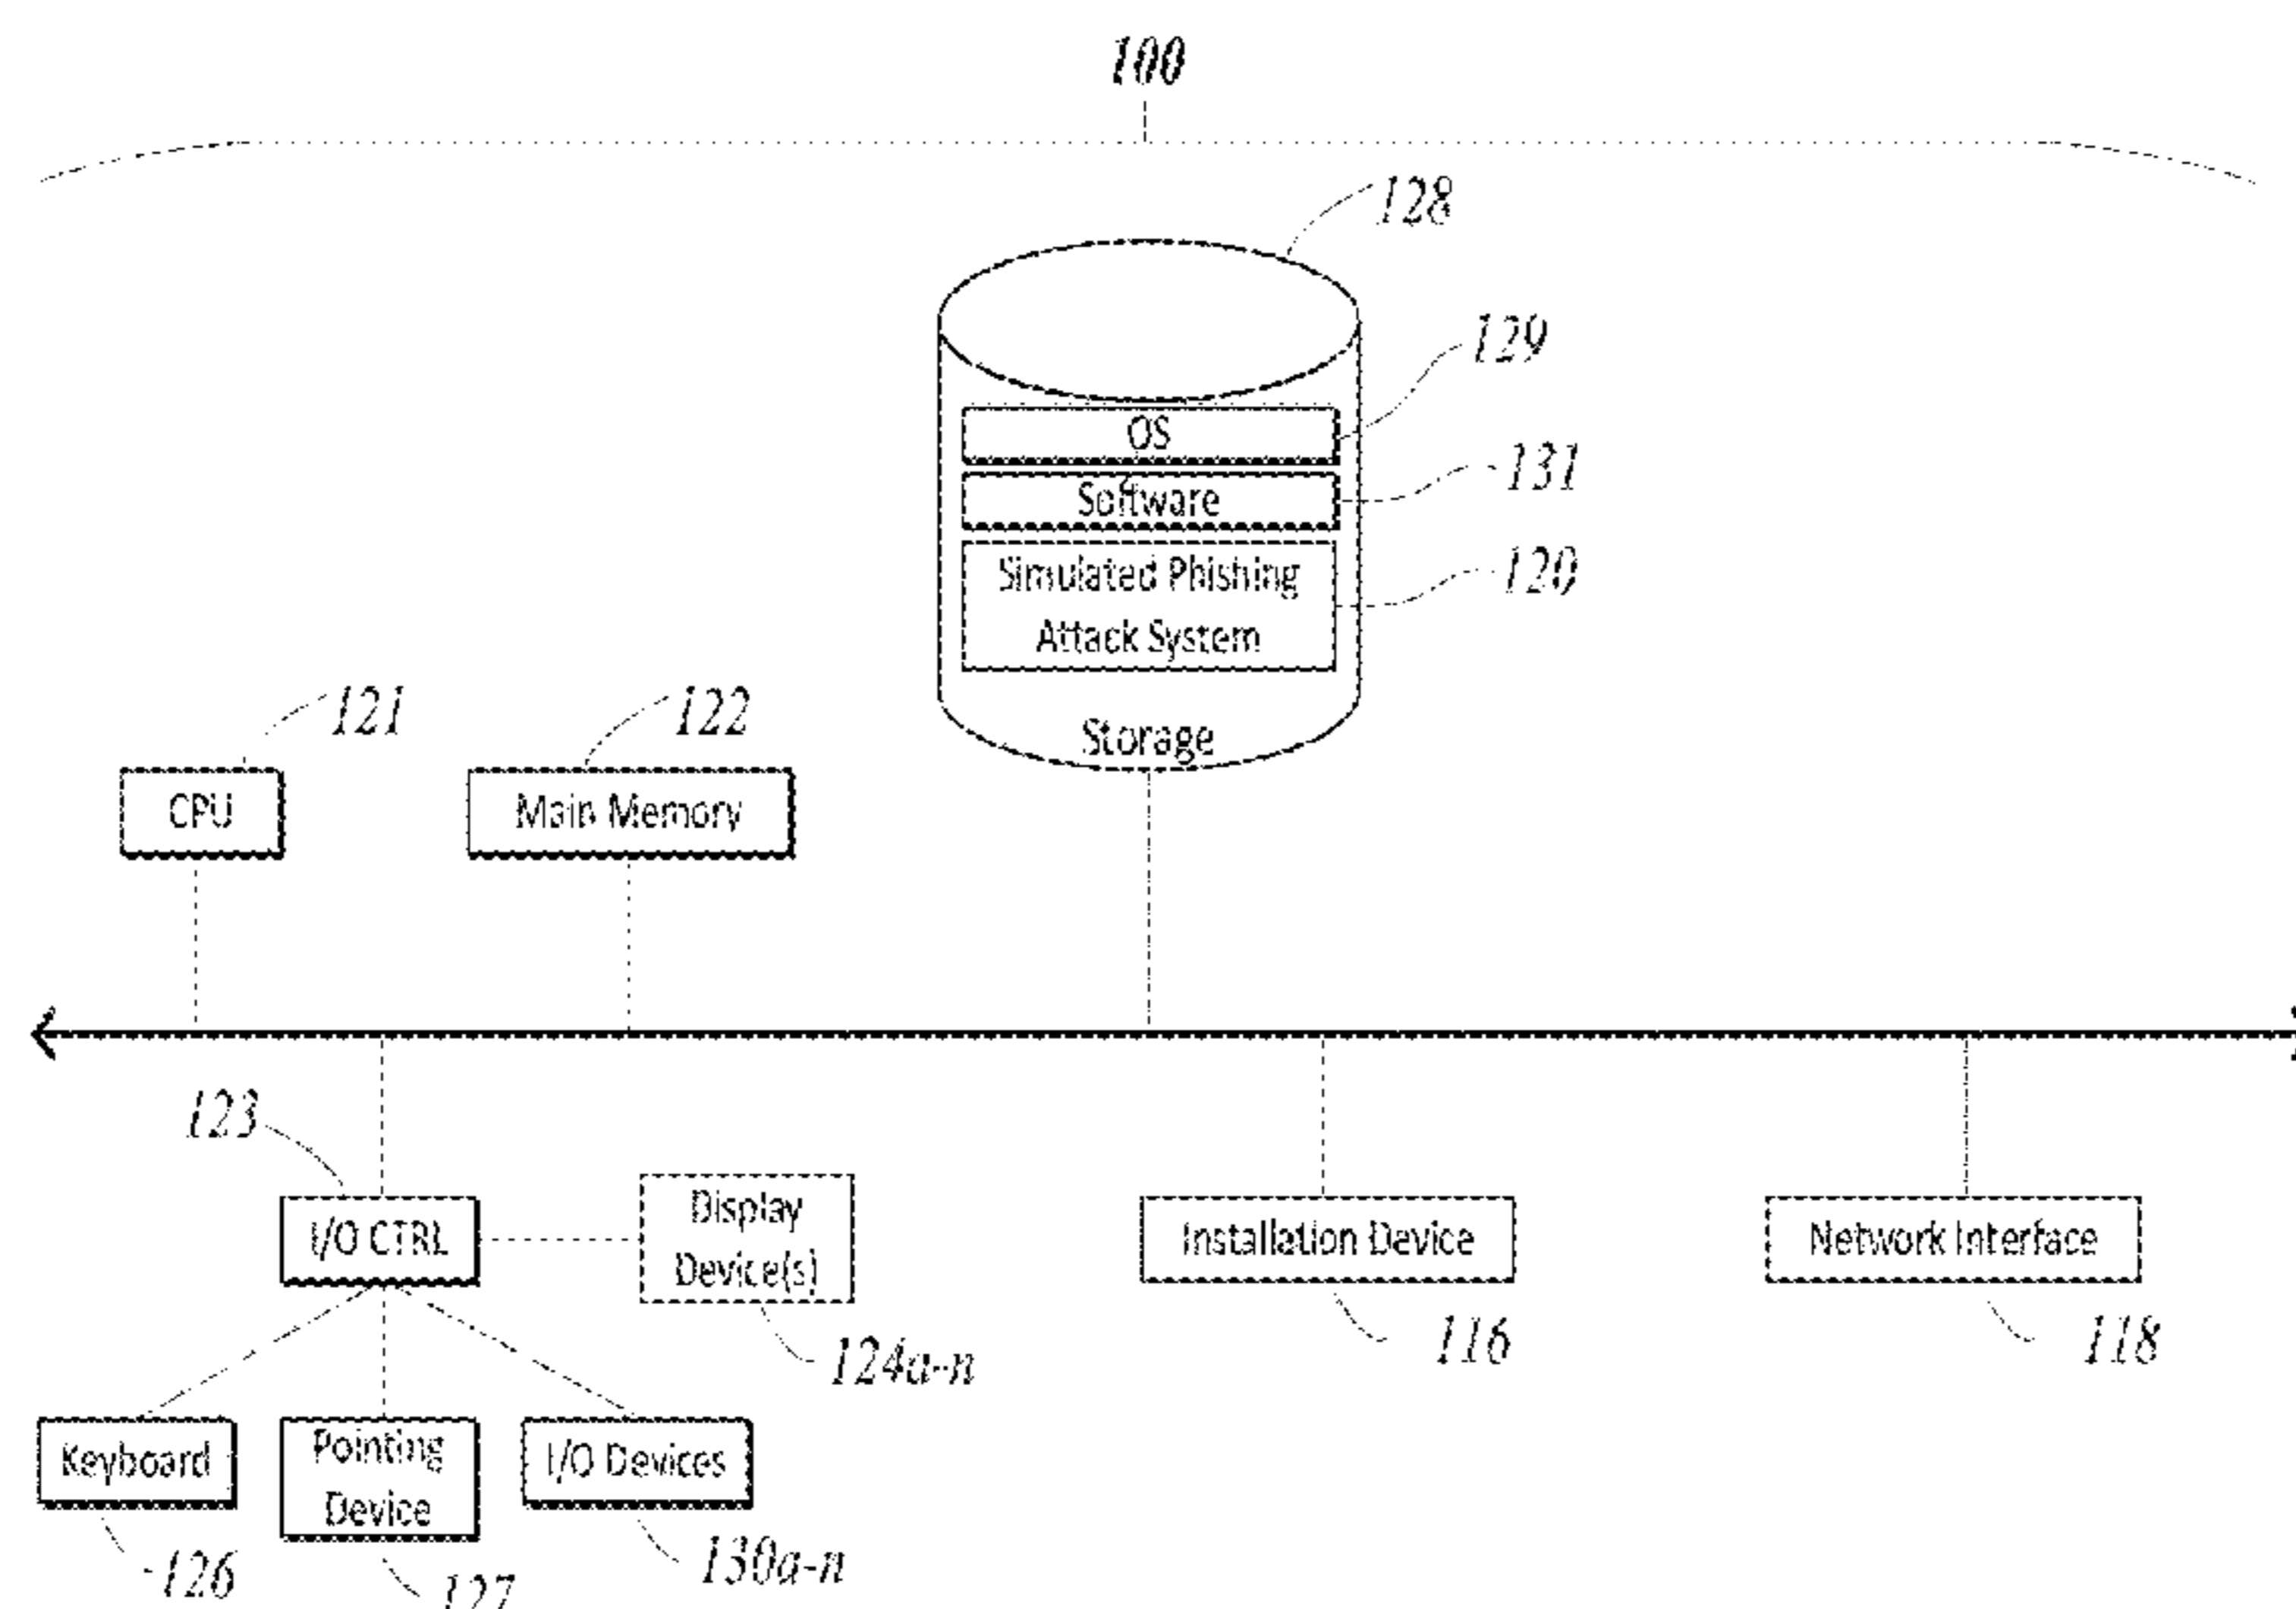 100
128
129
OS
131
Software
120
Simulated Phishing
Attack System
121
122
Storage
CPU
Main Memory
123
Display
I/O CTRL
Device(s)
Installation Device
Network Interface
124a-n
116
118
Keyboard
Pointing
Device
I/O Devices
126
127
130a-n